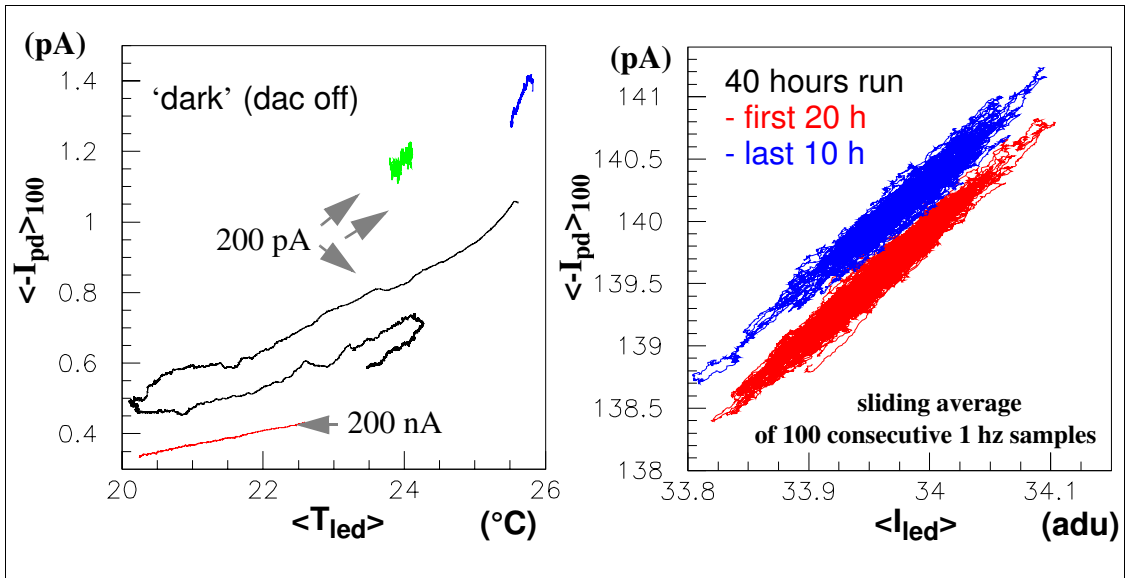 (pA)
1.4
1.2
1
0.8
0.6
0.4
<-Ipd>100
‘dark’ (dac off)
200 pA
200 nA
20
22
24
26
<Tled>
(°C)
(pA)
141
140.5
140
139.5
139
138.5
138
<-Ipd>100
40 hours run
- first 20 h
- last 10 h
sliding average
of 100 consecutive 1 hz samples
33.8
33.9
34
34.1
<Iled>
(adu)